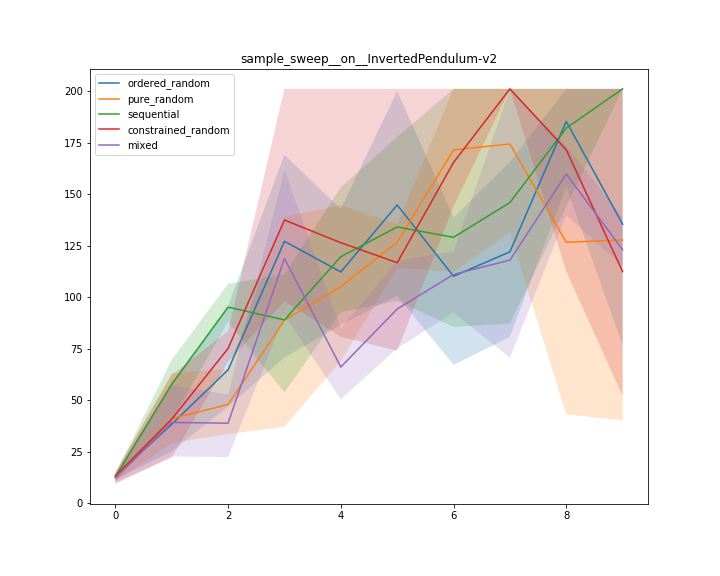 sample_sweep__on__InvertedPendulum-v2
200
175
150
125
100
75
50
25
0
ordered_random
pure_random
sequential
constrained_random
mixed
0 2 4 6 8